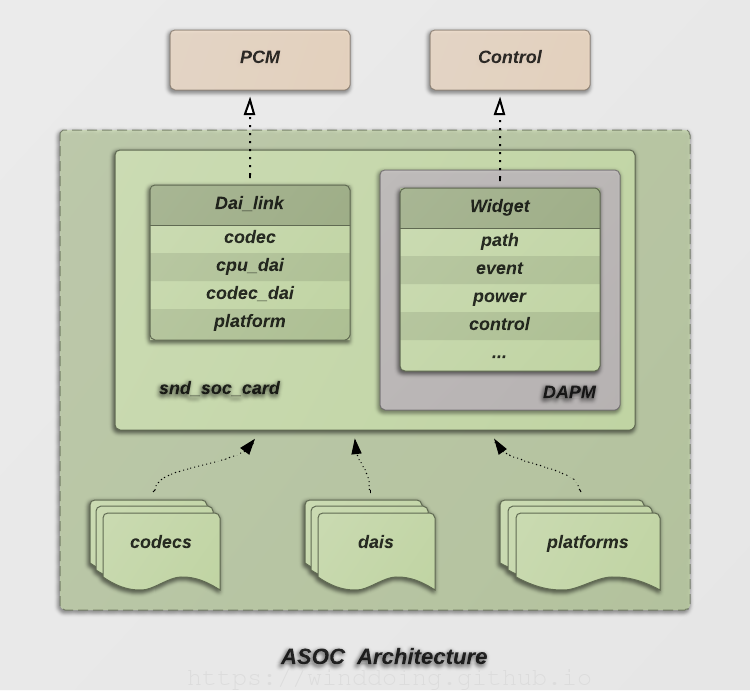 PCM
Control
Dai_link
codec
cpu_dai
codec_dai
platform
snd_soc_card
Widget
path
event
power
control
...
DAPM
codecs
dais
platforms
ASOC Architecture
https://winddoing.github.io